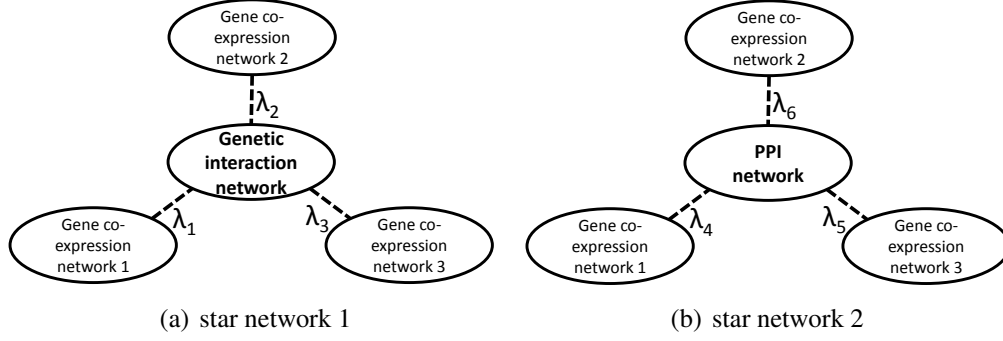 Gene co-
expression
network 2
λ2
Genetic
interaction
network
λ1
λ3
Gene co-
expression
network 1
Gene co-
expression
network 3
(a) star network 1
Gene co-
expression
network 2
λ6
PPI
network
λ4
λ5
Gene co-
expression
network 1
Gene co-
expression
network 3
(b) star network 2